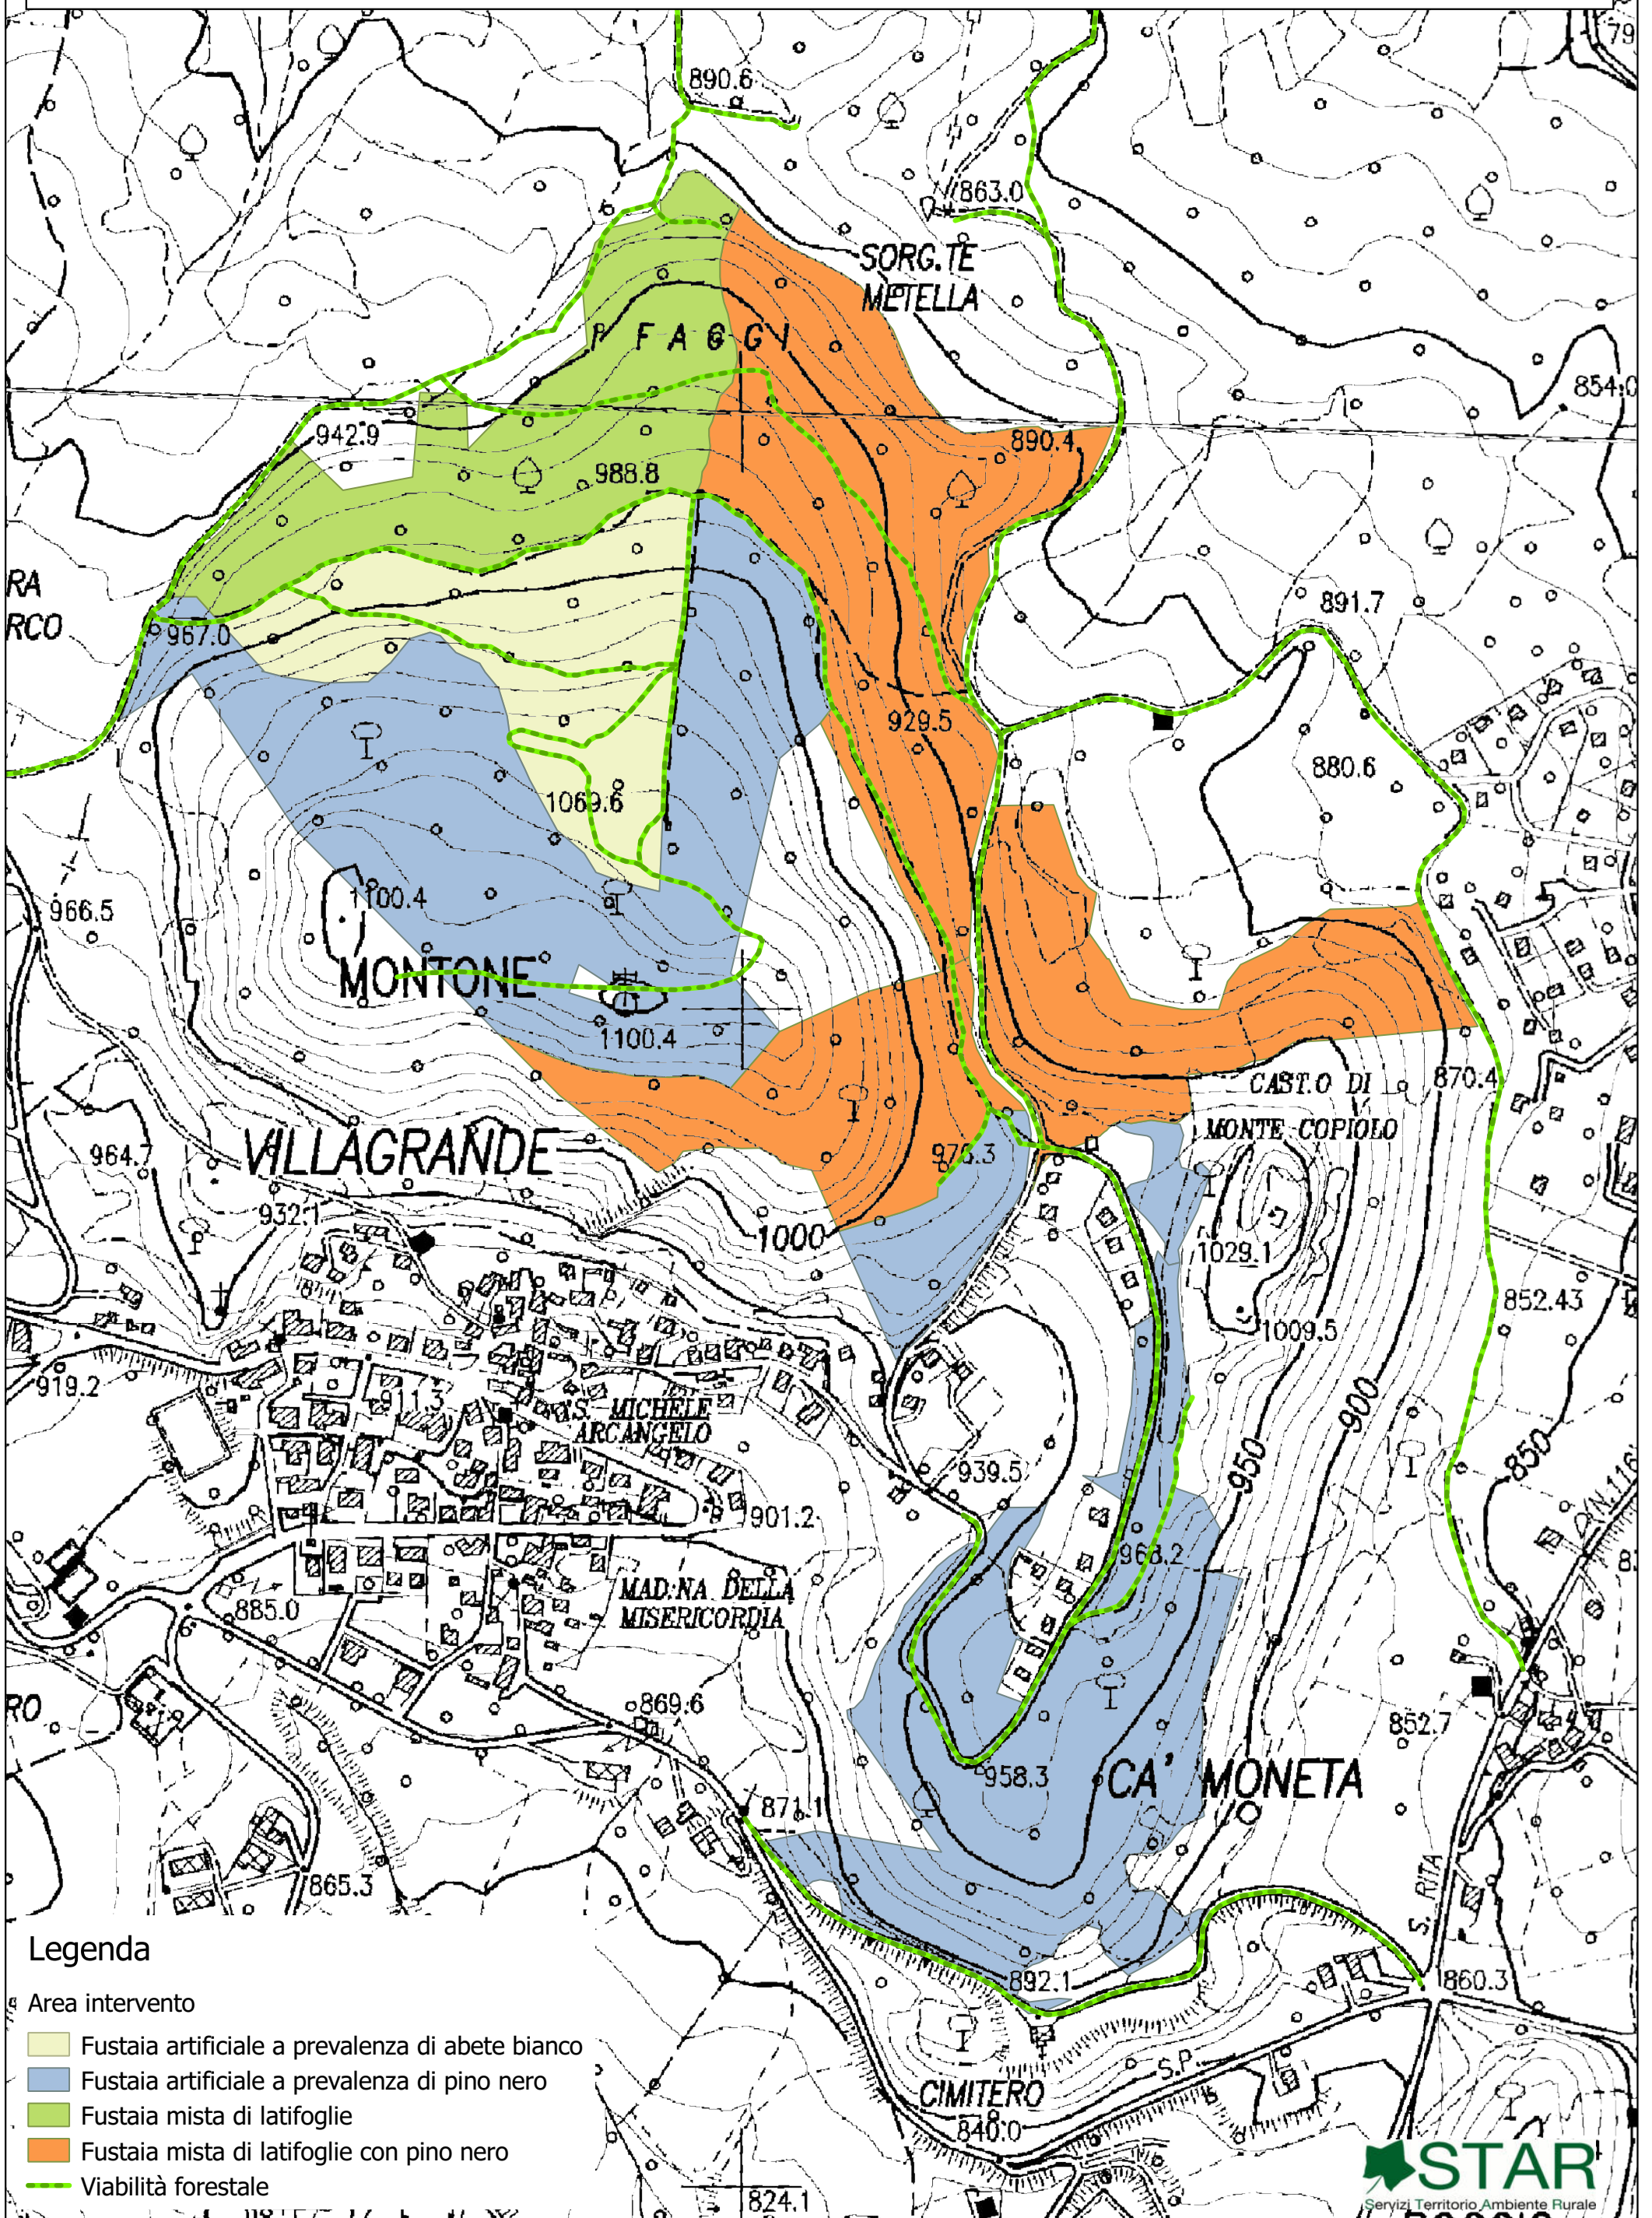 79
890.6
863.0
SORG.TE
METELLA
I FAGGI
854.0
942.9
890.4
988.8
RA
RCO
967.0
891.7
929.5
880.6
1069.6
1100.4
966.5
MONTONE
1100.4
CAST.O DI
870.4
MONTE COPIOLO
VILLAGRANDE
964.7
973.3
932.1
1000
1029.1
852.43
1009.5
919.2
911.3
S. MICHELE
ARCANGELO
900
850
950
939.5
901.2
968.2
MAD.NA DELLA
MISERICORDIA
885.0
RO
869.6
852.7
958.3
CA' MONETA
871.1
865.3
S. RITA
892.1
860.3
S.P.
CIMITERO
840.0
824.1
Legenda
Area intervento
Fustaia artificiale a prevalenza di abete bianco
Fustaia artificiale a prevalenza di pino nero
Fustaia mista di latifoglie
Fustaia mista di latifoglie con pino nero
Viabilità forestale
STAR
Servizi Territorio Ambiente Rurale